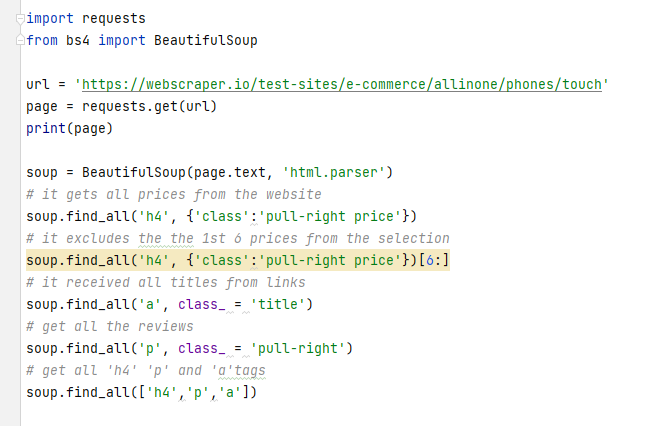 import requests
from bs4 import BeautifulSoup
url = 'https://webscraper.io/test-sites/e-commerce/allinone/phones/touch'
page = requests.get(url)
print(page)
soup = BeautifulSoup(page.text, 'html.parser')
# it gets all prices from the website
soup.find_all('h4', {'class':'pull-right price'})
# it excludes the the 1st 6 prices from the selection
soup.find_all('h4', {'class':'pull-right price'})[6:]
# it received all titles from links
soup.find_all('a', class_ = 'title')
# get all the reviews
soup.find_all('p', class_ = 'pull-right')
# get all 'h4' 'p' and 'a'tags
soup.find_all(['h4','p','a'])